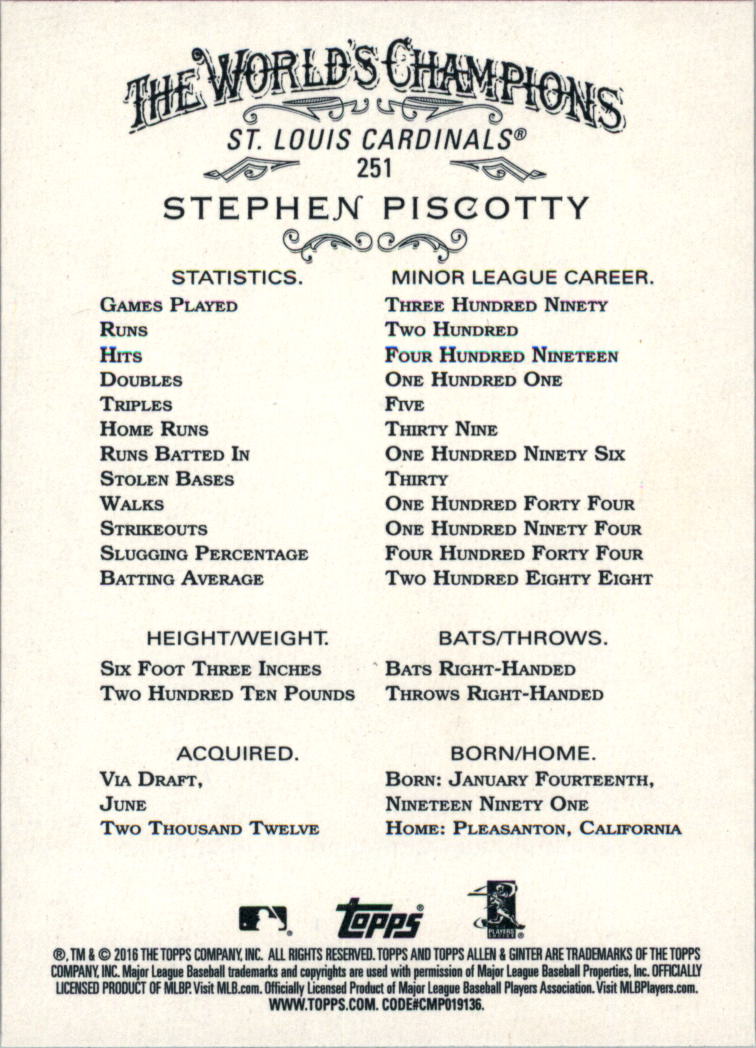 THE WORLD'S CHAMPIONS
ST. LOUIS CARDINALS®
251
STEPHEN PISCOTTY
STATISTICS. MINOR LEAGUE CAREER.
GAMES PLAYED THREE HUNDRED NINETY
RUNS TWO HUNDRED
HITS FOUR HUNDRED NINETEEN
DOUBLES ONE HUNDRED ONE
TRIPLES FIVE
HOME RUNS THIRTY NINE
RUNS BATTED IN ONE HUNDRED NINETY SIX
STOLEN BASES THIRTY
WALKS ONE HUNDRED FORTY FOUR
STRIKEOUTS ONE HUNDRED NINETY FOUR
SLUGGING PERCENTAGE FOUR HUNDRED FORTY FOUR
BATTING AVERAGE TWO HUNDRED EIGHTY EIGHT
HEIGHT/WEIGHT. BATS/THROWS.
SIX FOOT THREE INCHES BATS RIGHT-HANDED
TWO HUNDRED TEN POUNDS THROWS RIGHT-HANDED
ACQUIRED. BORN/HOME.
VIA DRAFT, BORN: JANUARY FOURTEENTH,
JUNE NINETEEN NINETY ONE
TWO THOUSAND TWELVE HOME: PLEASANTON, CALIFORNIA
® topps® PLAYERS ®
®, TM & © 2016 THE TOPPS COMPANY, INC. ALL RIGHTS RESERVED. TOPPS AND TOPPS ALLEN & GINTER ARE TRADEMARKS OF THE TOPPS
COMPANY, INC. Major League Baseball trademarks and copyrights are used with permission of Major League Baseball Properties, Inc. OFFICIALLY
LICENSED PRODUCT OF MLBP. Visit MLB.com. Officially Licensed Product of Major League Baseball Players Association. Visit MLBPlayers.com.
WWW.TOPPS.COM. CODE#CMP019136.